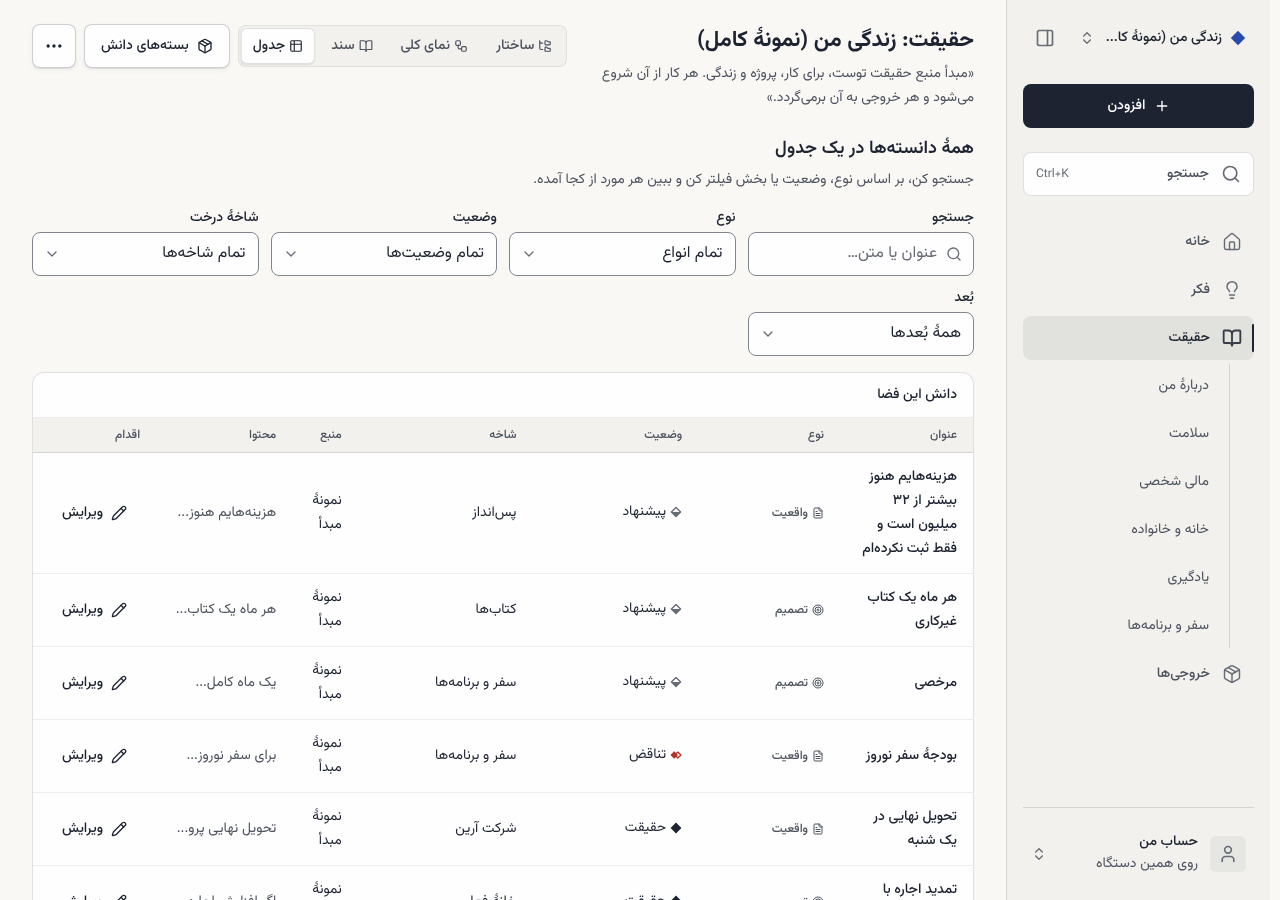 زندگی من (نمونهٔ کا...
افزودن
جستجو Ctrl+K
خانه
فکر
حقیقت
دربارهٔ من
سلامت
مالی شخصی
خانه و خانواده
یادگیری
سفر و برنامه‌ها
خروجی‌ها
حساب من
روی همین دستگاه
حقیقت: زندگی من (نمونهٔ کامل)
«مبدأ منبع حقیقت توست، برای کار، پروژه و زندگی. هر کار از آن شروع
می‌شود و هر خروجی به آن برمی‌گردد.»
ساختار نمای کلی سند جدول
بسته‌های دانش
همهٔ دانسته‌ها در یک جدول
جستجو کن، بر اساس نوع، وضعیت یا بخش فیلتر کن و ببین هر مورد از کجا آمده.
جستجو نوع وضعیت شاخهٔ درخت
عنوان یا متن... تمام انواع تمام وضعیت‌ها تمام شاخه‌ها
بُعد
همهٔ بُعدها
دانش این فضا
عنوان نوع وضعیت شاخه منبع محتوا اقدام
هزینه‌هایم هنوز
بیشتر از ۳۲
میلیون است و
فقط ثبت نکرده‌ام
واقعیت پیشنهاد پس‌انداز
نمونهٔ
مبدأ
هزینه‌هایم هنوز... ویرایش
هر ماه یک کتاب
غیرکاری
تصمیم پیشنهاد کتاب‌ها
نمونهٔ
مبدأ
هر ماه یک کتاب... ویرایش
مرخصی تصمیم پیشنهاد سفر و برنامه‌ها
نمونهٔ
مبدأ
یک ماه کامل... ویرایش
بودجهٔ سفر نوروز واقعیت تناقض سفر و برنامه‌ها
نمونهٔ
مبدأ
برای سفر نوروز... ویرایش
تحویل نهایی در
یک شنبه
واقعیت حقیقت شرکت آرین
نمونهٔ
مبدأ
تحویل نهایی پرو... ویرایش
تمدید اجاره با
نمونهٔ